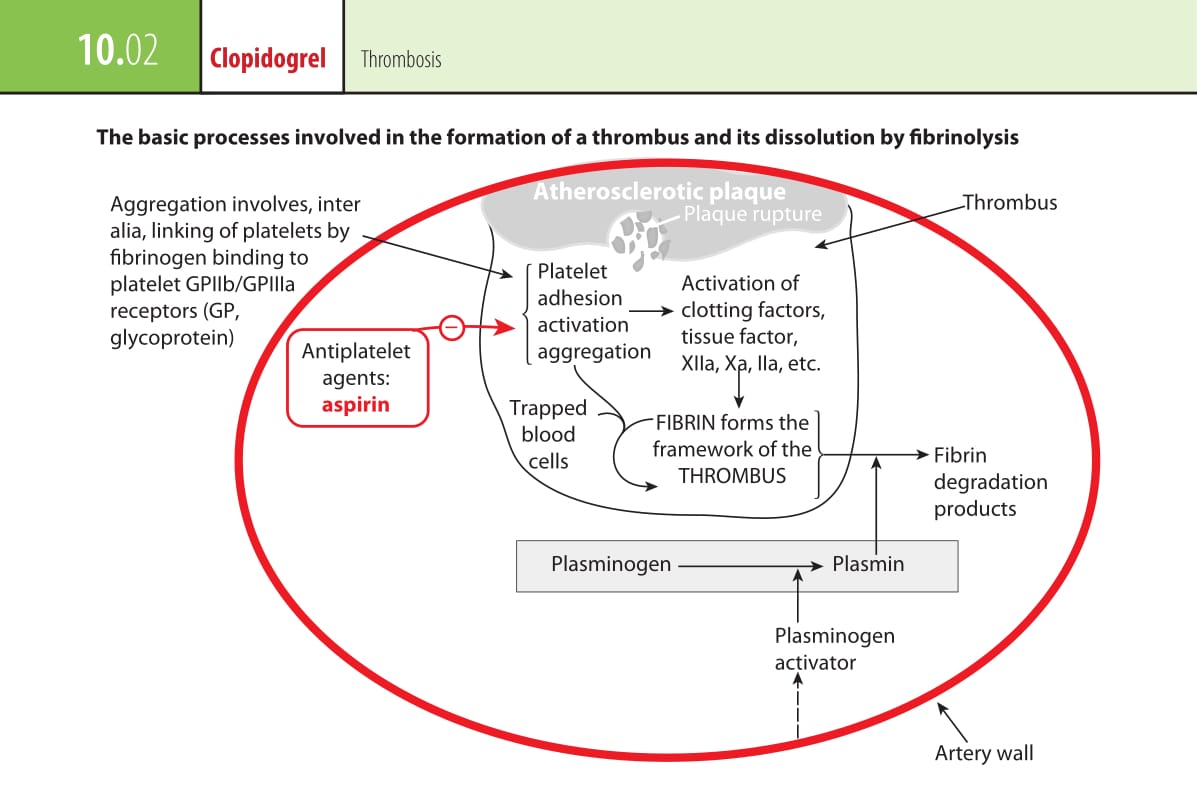 10.02
Clopidogrel
Thrombosis
The basic processes involved in the formation of a thrombus and its dissolution by fibrinolysis
Aggregation involves, inter
alia, linking of platelets by
fibrinogen binding to
platelet GPIIb/GPIIIa
receptors (GP,
glycoprotein)
Atherosclerotic plaque
Plaque rupture
Thrombus
Platelet
adhesion
activation
aggregation
Activation of
clotting factors,
tissue factor,
XIIa, Xa, IIa, etc.
Antiplatelet
agents:
aspirin
Trapped
blood
cells
FIBRIN forms the
framework of the
THROMBUS
Fibrin
degradation
products
Plasminogen
Plasmin
Plasminogen
activator
Artery wall